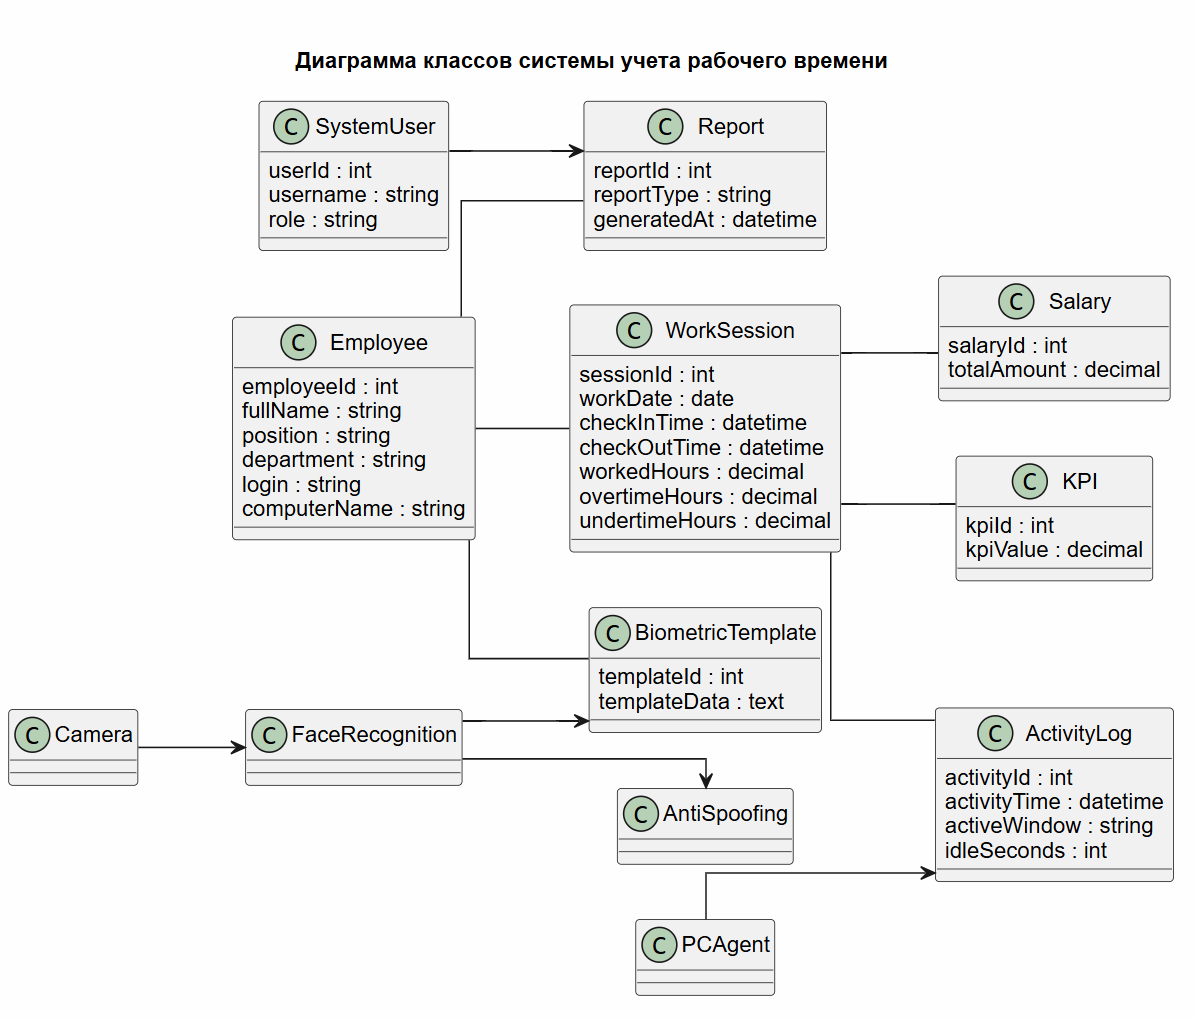 Диаграмма классов системы учета рабочего времени
C SystemUser
userId : int
username : string
role : string
C Report
reportId : int
reportType : string
generatedAt : datetime
C Employee
employeeId : int
fullName : string
position : string
department : string
login : string
computerName : string
C WorkSession
sessionId : int
workDate : date
checkInTime : datetime
checkOutTime : datetime
workedHours : decimal
overtimeHours : decimal
undertimeHours : decimal
C Salary
salaryId : int
totalAmount : decimal
C KPI
kpiId : int
kpiValue : decimal
C BiometricTemplate
templateId : int
templateData : text
C Camera
C FaceRecognition
C AntiSpoofing
C ActivityLog
activityId : int
activityTime : datetime
activeWindow : string
idleSeconds : int
C PCAgent